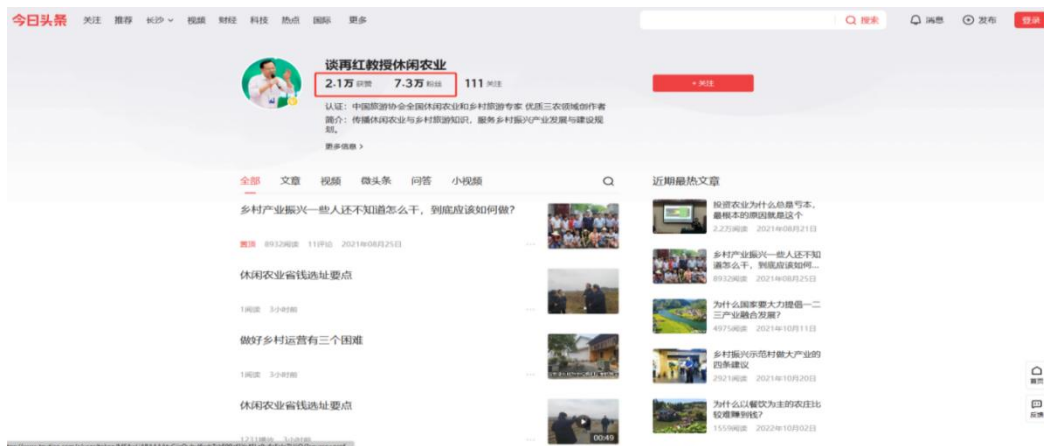 今日头条
关注 推荐 长沙 视频 财经 科技 热点 国际 更多
搜索
消息
发布
登录
谈再红教授休闲农业
2.1万 获赞 7.3万 粉丝 111 关注
+ 关注
认证：中国旅游协会全国休闲农业和乡村旅游专家 优质三农领域创作者
简介：传播休闲农业与乡村旅游知识，服务乡村振兴产业发展与建设规
划。
更多信息 >
全部 文章 视频 微头条 问答 小视频
乡村产业振兴一些人还不知道怎么干，到底应该如何做？
置顶 8932阅读 11评论 2021年08月25日
休闲农业省钱选址要点
1阅读 3小时前
做好乡村运营有三个困难
1阅读 3小时前
休闲农业省钱选址要点
00:49
近期最热文章
投资农业为什么总是亏本，
最根本的原因就是这个
2.2万阅读 2021年08月21日
乡村产业振兴一些人还不知
道怎么干，到底应该如何...
8932阅读 2021年08月25日
为什么国家要大力提倡一二
三产业融合发展？
4975阅读 2021年10月11日
乡村振兴示范村做大产业的
四条建议
2921阅读 2021年10月20日
为什么以餐饮为主的农庄比
较难赚到钱？
1559阅读 2022年10月02日
首页
反馈